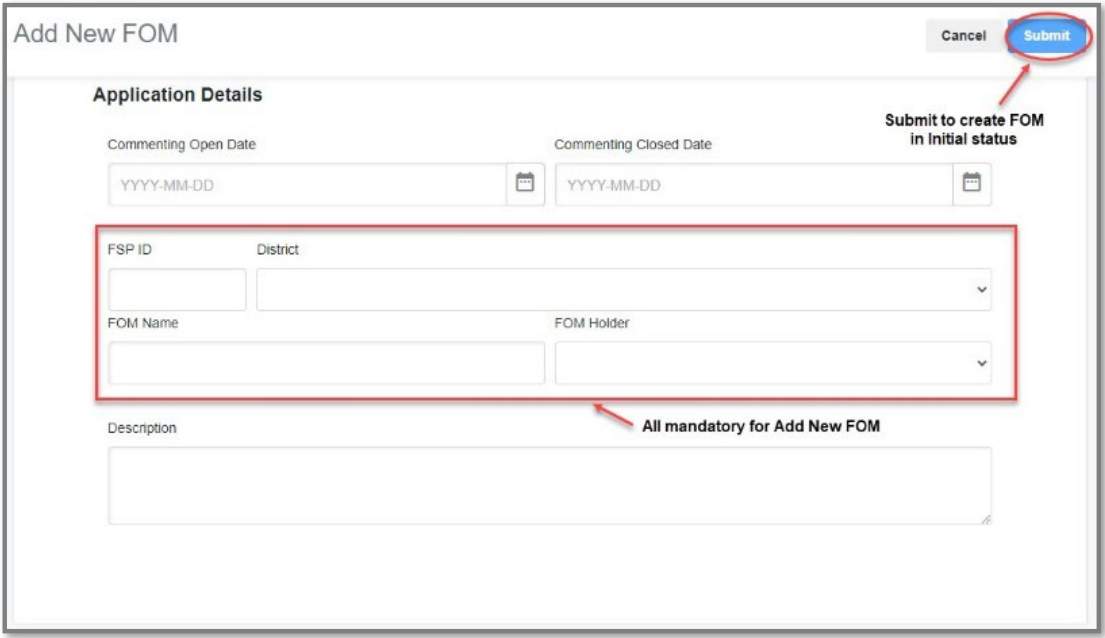 Add New FOM
Cancel
Submit
Application Details
Submit to create FOM
in Initial status
Commenting Open Date
Commenting Closed Date
YYYY-MM-DD
YYYY-MM-DD
FSP ID
District
FOM Name
FOM Holder
All mandatory for Add New FOM
Description